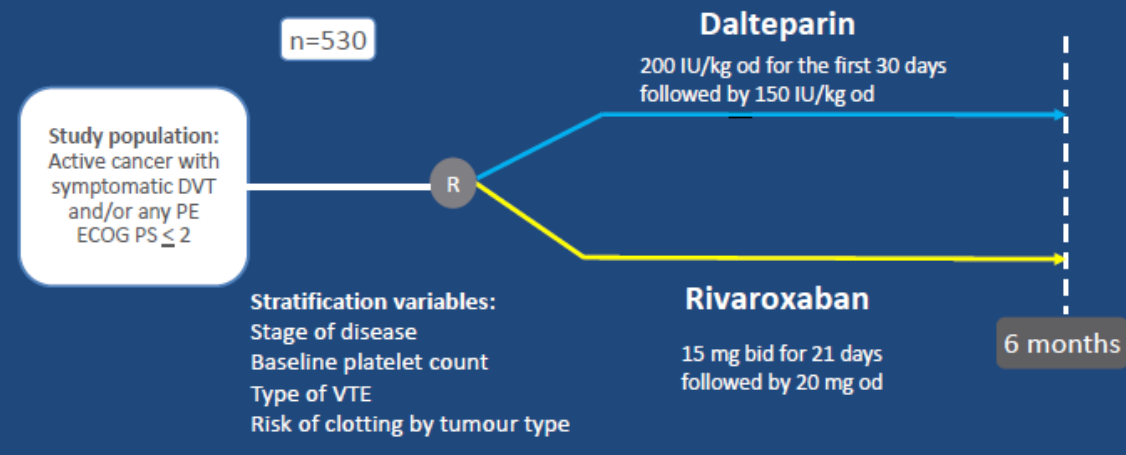 n=530
Dalteparin
200 IU/kg od for the first 30 days
followed by 150 IU/kg od
Study population:
Active cancer with
symptomatic DVT
and/or any PE
ECOG PS ≤ 2
R
Stratification variables:
Stage of disease
Baseline platelet count
Type of VTE
Risk of clotting by tumour type
Rivaroxaban
15 mg bid for 21 days
followed by 20 mg od
6 months